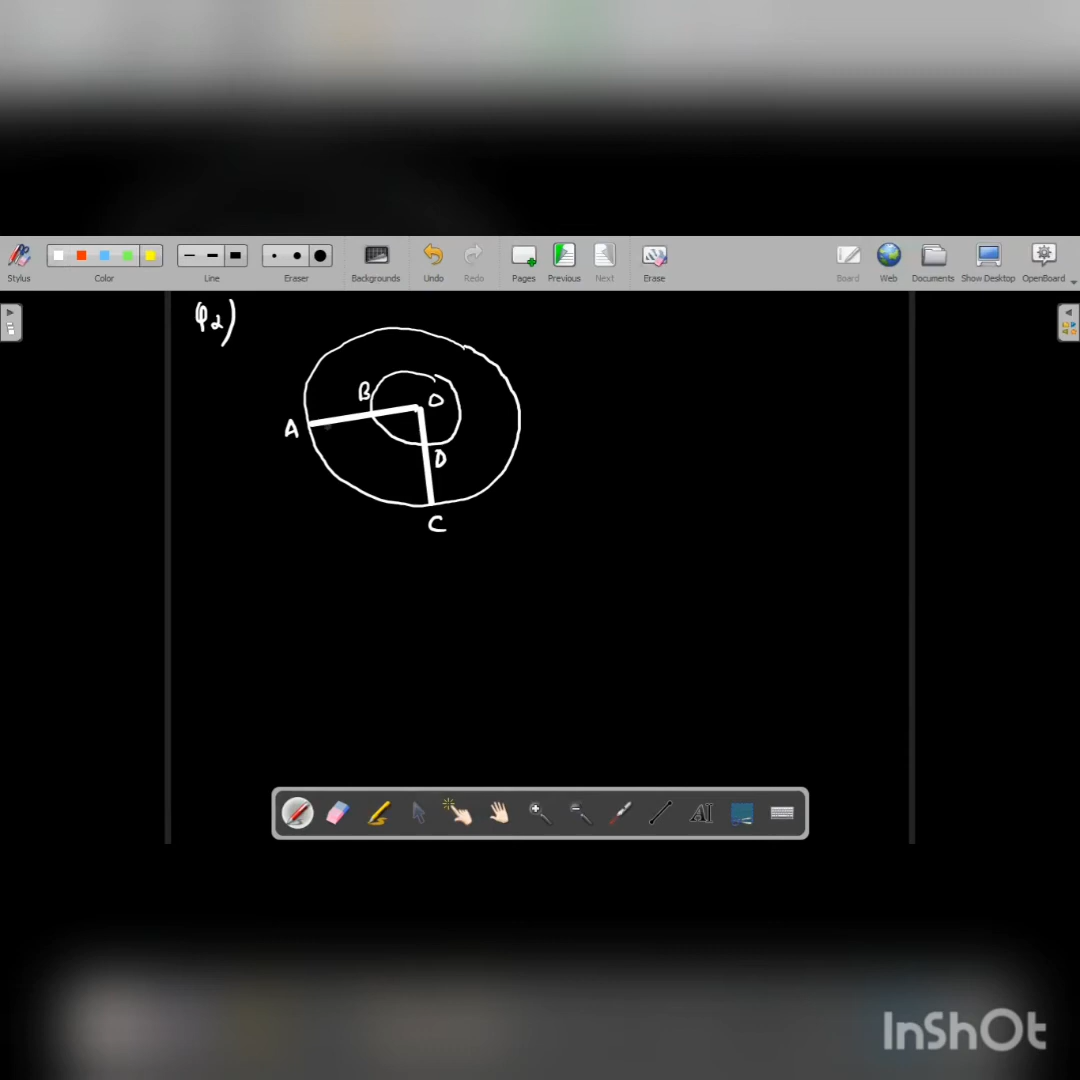 Stylus Color Line Eraser Backgrounds Undo Redo Pages Previous Next Erase Board Web Documents Show Desktop OpenBoard
Q2)
B
O
A
D
C
AI
InShOt